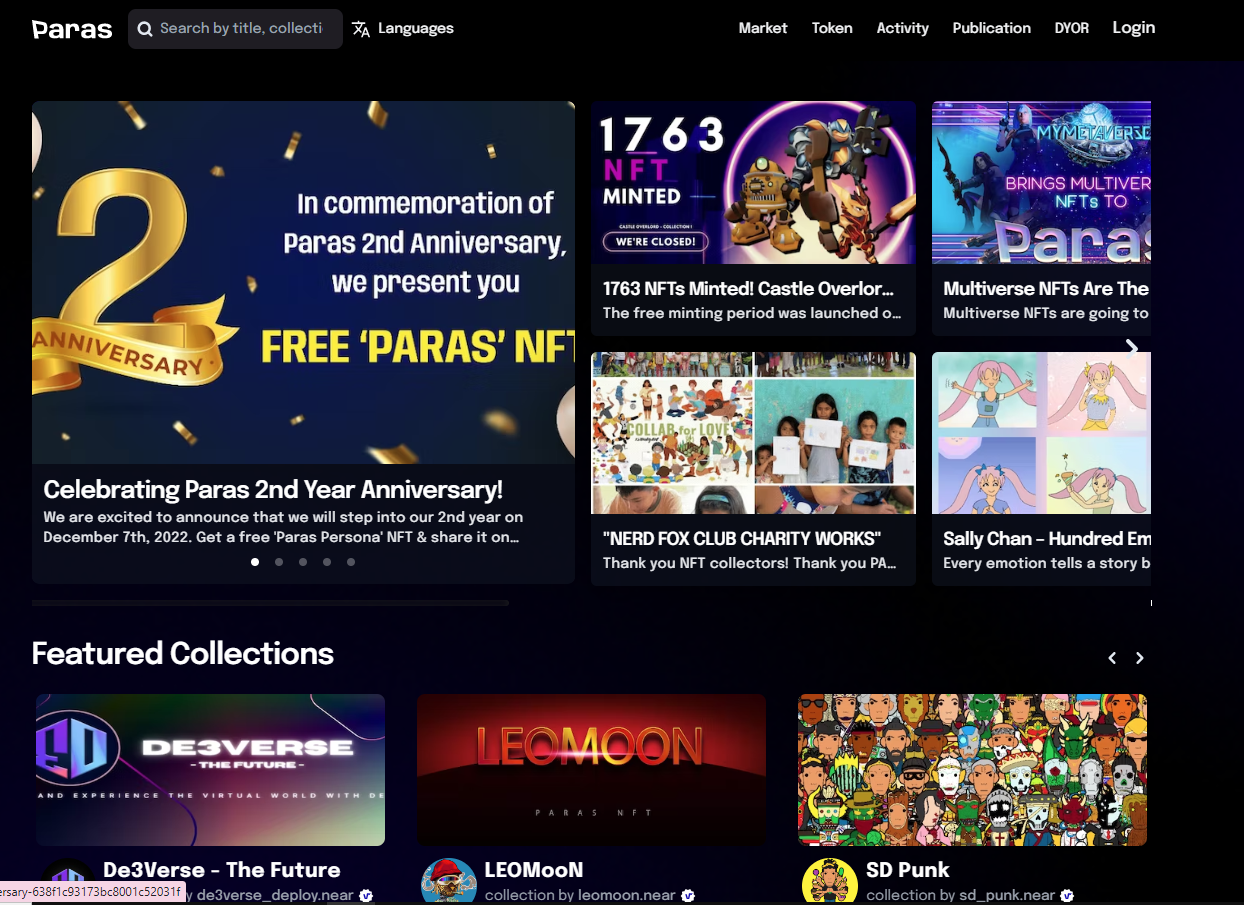 Paras
Search by title, collecti
Languages
Market
Token
Activity
Publication
DYOR
Login
2
ANNIVERSARY
In commemoration of
Paras 2nd Anniversary,
we present you
FREE 'PARAS' NFT
Celebrating Paras 2nd Year Anniversary!
We are excited to announce that we will step into our 2nd year on
December 7th, 2022. Get a free 'Paras Persona' NFT & share it on...
1763
NFT
MINTED
CASTLE OVERLORD - COLLECTION !
WE'RE CLOSED!
1763 NFTs Minted! Castle Overlor...
The free minting period was launched o...
MYMETAVERSE
BRINGS MULTIVER
NFTs TO
Paras
Multiverse NFTs Are The
Multiverse NFTs are going to
COLLAB for LOVE
"NERD FOX CLUB CHARITY WORKS"
Thank you NFT collectors! Thank you PA...
Sally Chan – Hundred Em
Every emotion tells a story b
Featured Collections
DE3VERSE
- THE FUTURE -
AND EXPERIENCE THE VIRTUAL WORLD WITH DE
De3Verse - The Future
y de3verse_deploy.near
LEOMOON
PARAS NFT
LEOMooN
collection by leomoon.near
SD Punk
collection by sd_punk.near
ersary-638f1c93173bc8001c52031f